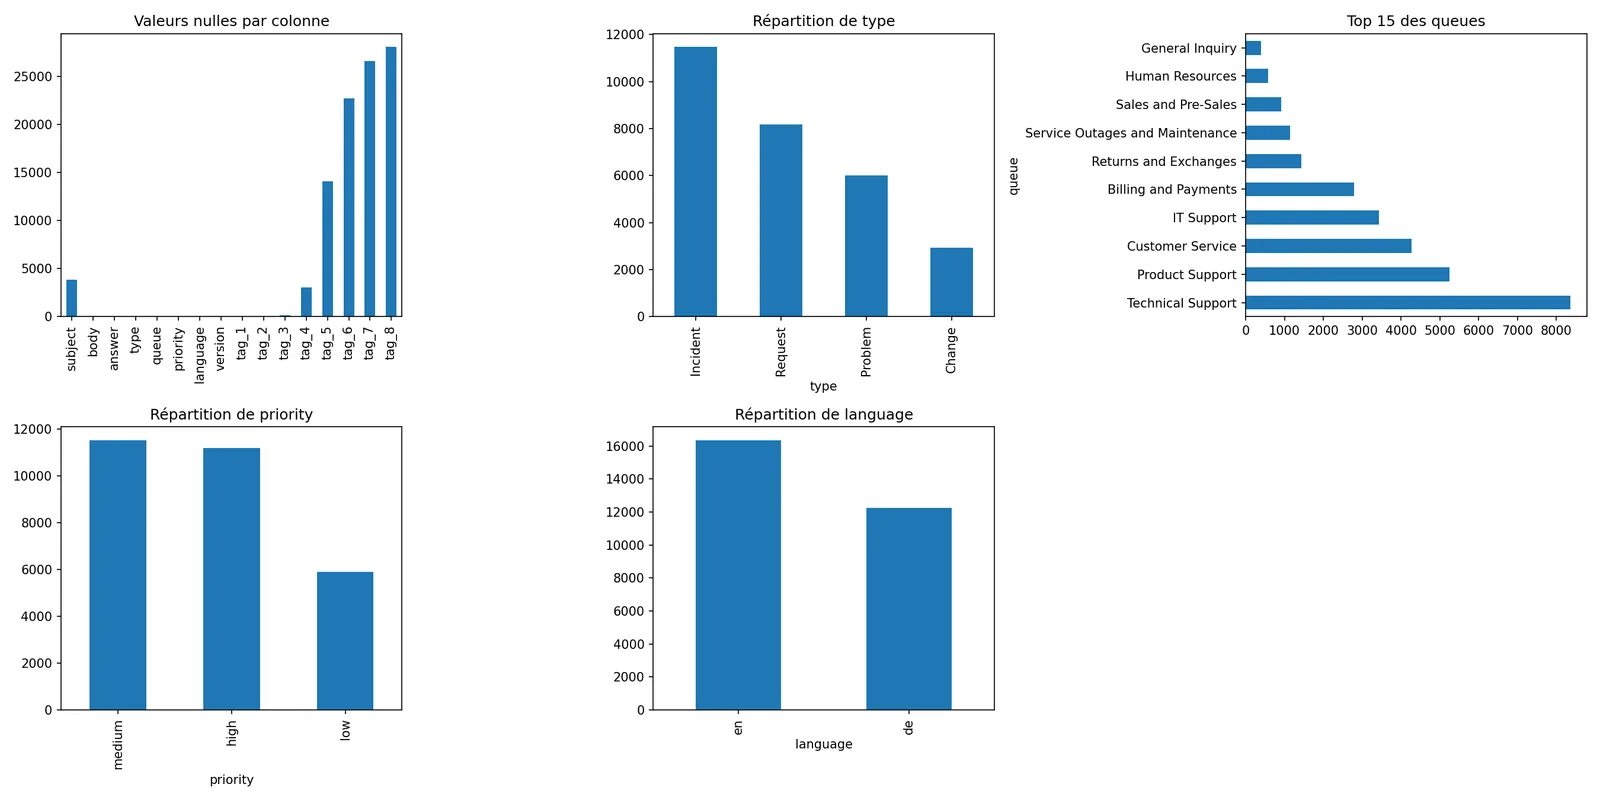 Valeurs nulles par colonne
25000
20000
15000
10000
5000
0
subject
body
answer
type
queue
priority
language
version
tag_1
tag_2
tag_3
tag_4
tag_5
tag_6
tag_7
tag_8
Répartition de type
12000
10000
8000
6000
4000
2000
0
Incident
Request
Problem
Change
type
Top 15 des queues
queue
General Inquiry
Human Resources
Sales and Pre-Sales
Service Outages and Maintenance
Returns and Exchanges
Billing and Payments
IT Support
Customer Service
Product Support
Technical Support
0 1000 2000 3000 4000 5000 6000 7000 8000
Répartition de priority
12000
10000
8000
6000
4000
2000
0
medium
high
low
priority
Répartition de language
16000
14000
12000
10000
8000
6000
4000
2000
0
en
de
language